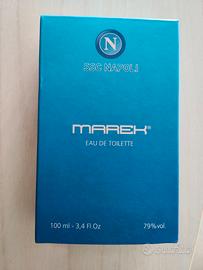 N
SSC NAPOLI
MAREK®
EAU DE TOILETTE
100 ml - 3,4 Fl.Oz
79% vol.